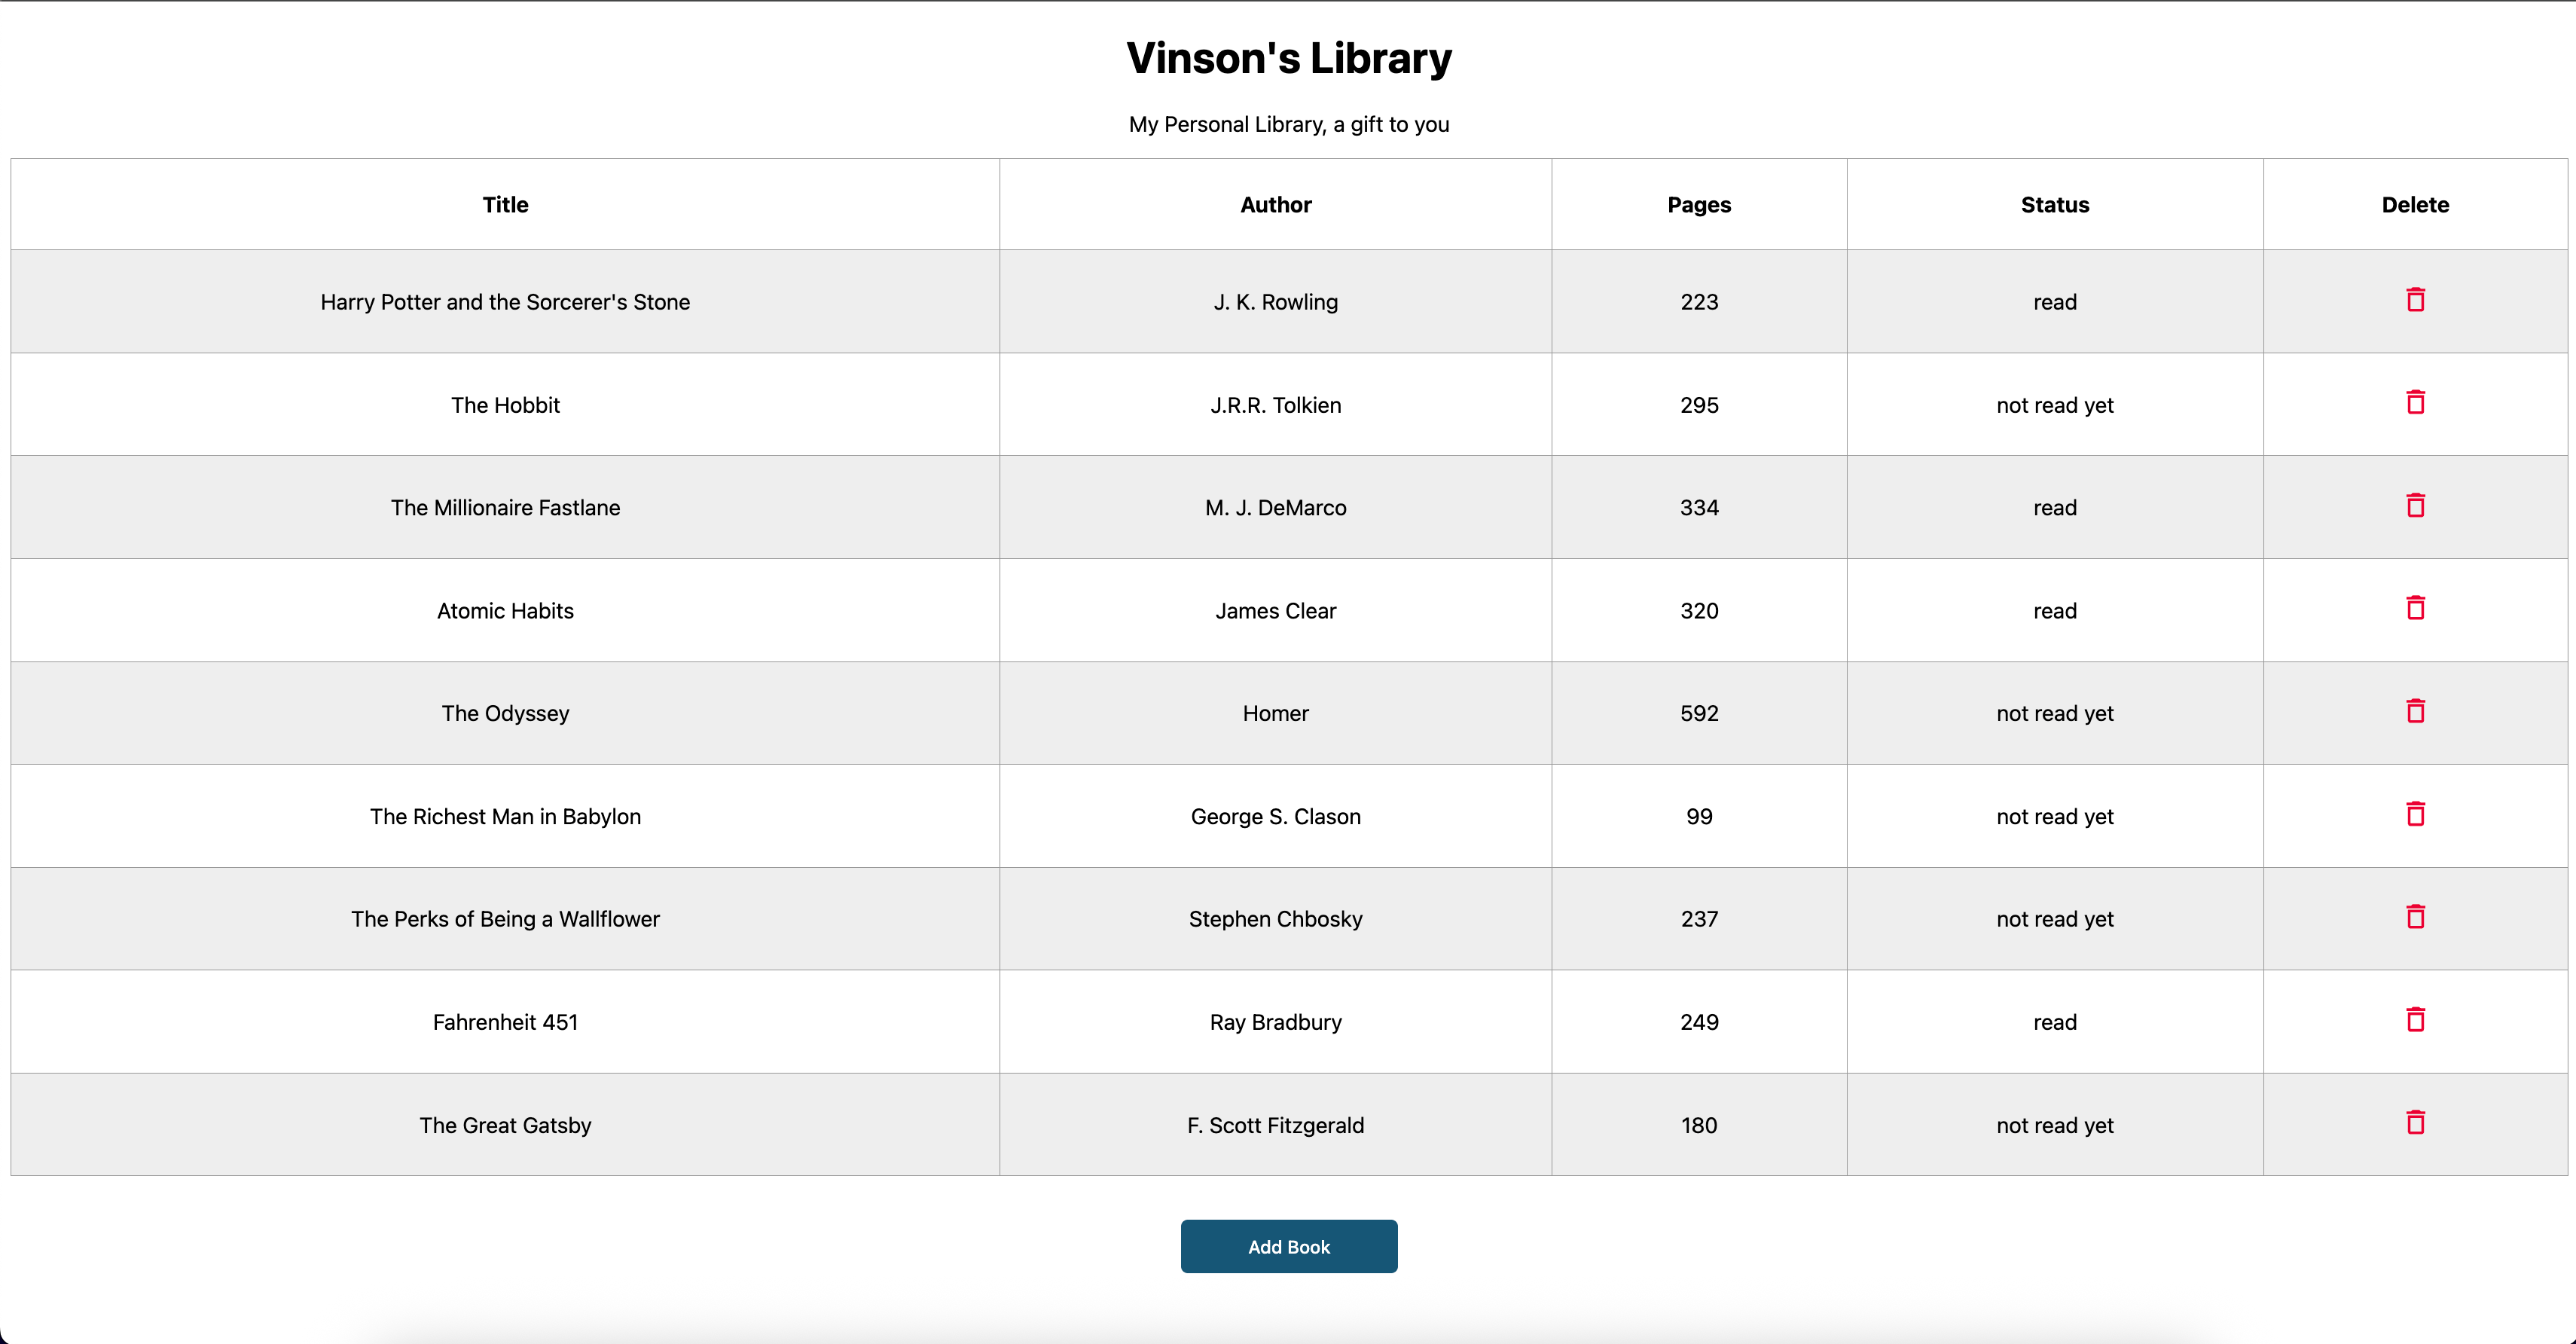 Vinson's Library
My Personal Library, a gift to you
Title Author Pages Status Delete
Harry Potter and the Sorcerer's Stone J. K. Rowling 223 read
The Hobbit J.R.R. Tolkien 295 not read yet
The Millionaire Fastlane M. J. DeMarco 334 read
Atomic Habits James Clear 320 read
The Odyssey Homer 592 not read yet
The Richest Man in Babylon George S. Clason 99 not read yet
The Perks of Being a Wallflower Stephen Chbosky 237 not read yet
Fahrenheit 451 Ray Bradbury 249 read
The Great Gatsby F. Scott Fitzgerald 180 not read yet
Add Book